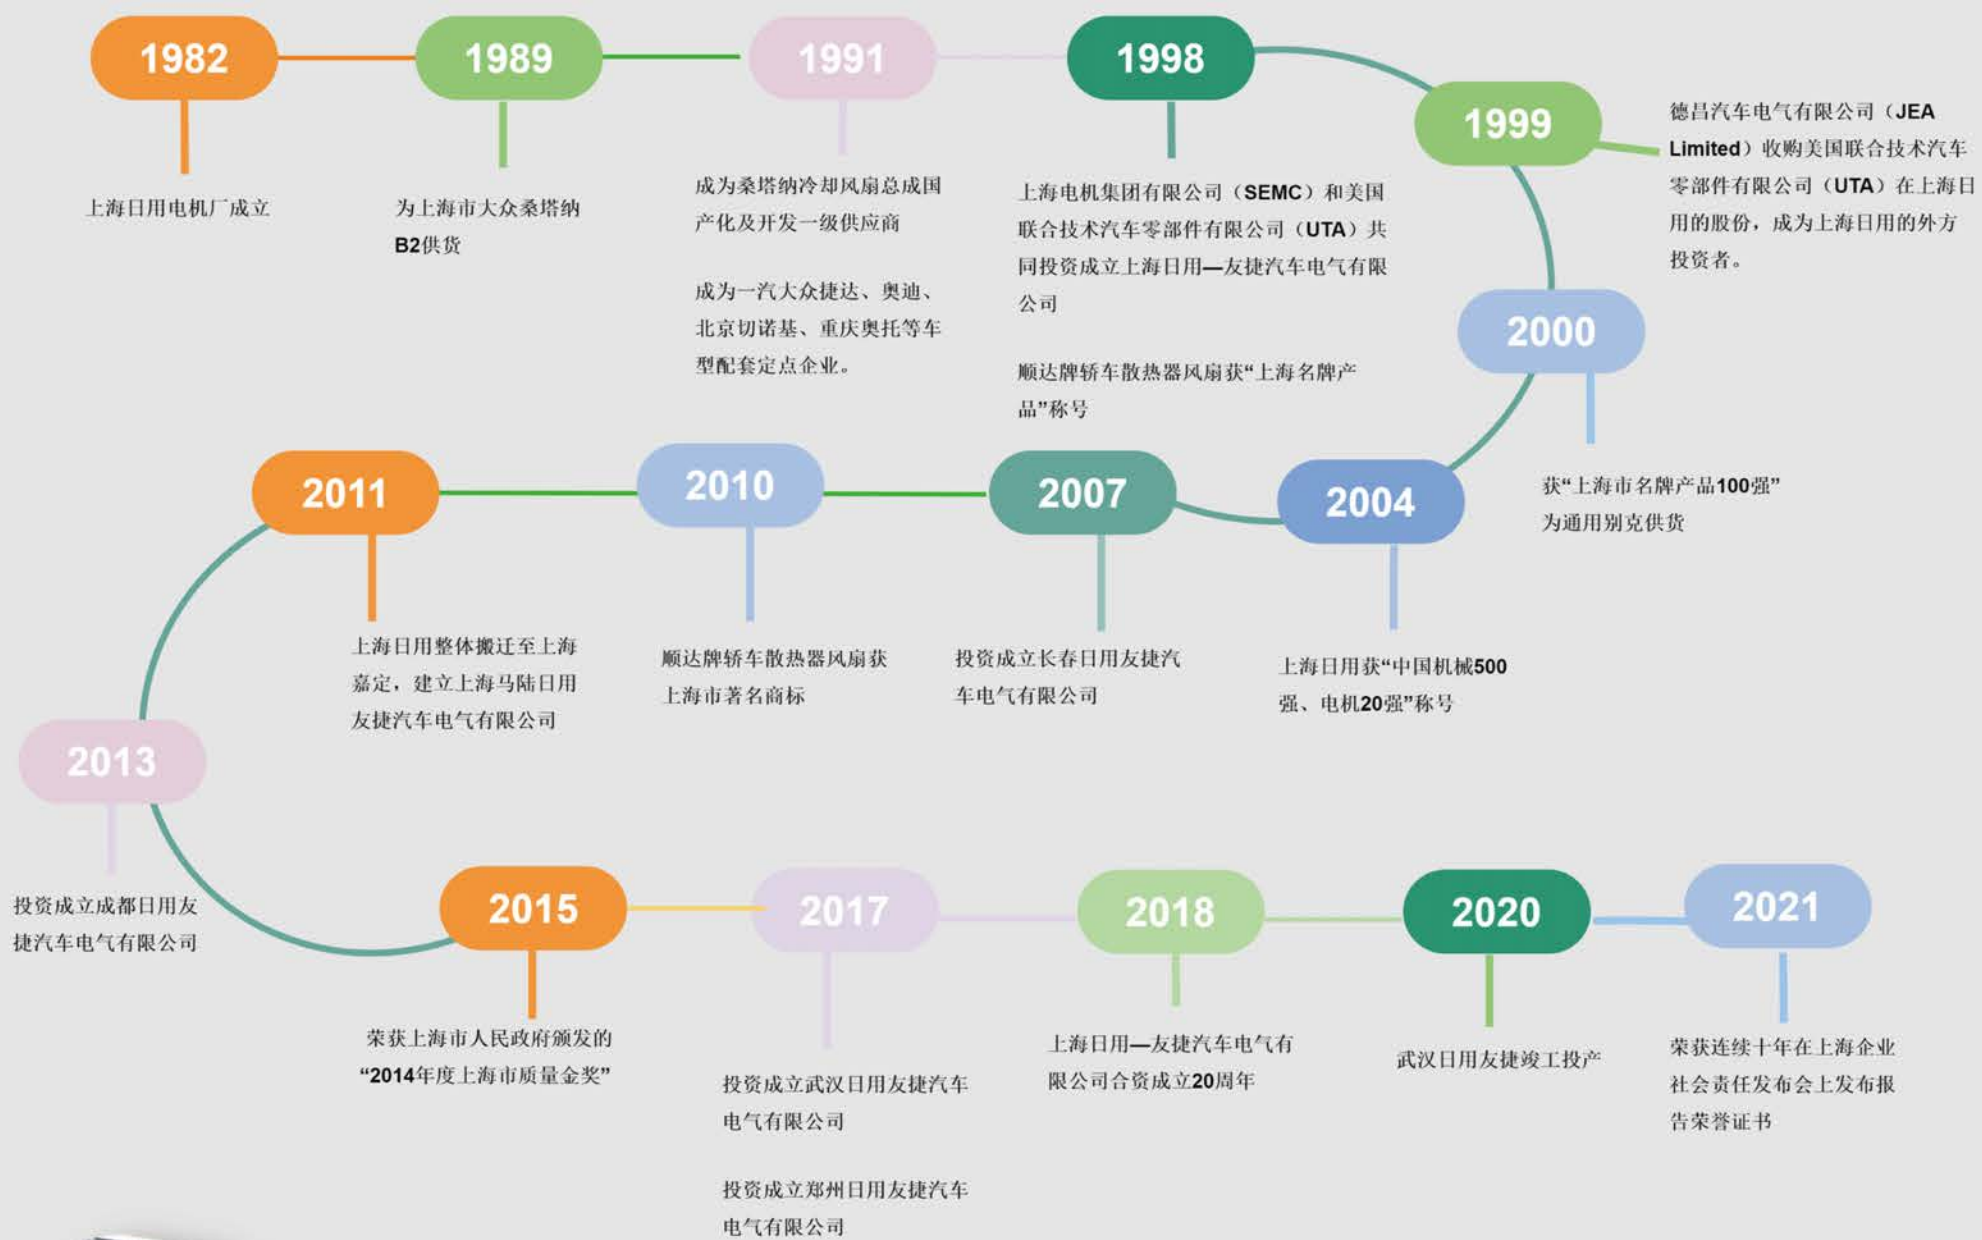 1982
上海日用电机厂成立
1989
为上海市大众桑塔纳
B2供货
1991
成为桑塔纳冷却风扇总成国
产化及开发一级供应商
成为一汽大众捷达、奥迪、
北京切诺基、重庆奥托等车
型配套定点企业。
1998
上海电机集团有限公司（SEMC）和美国
联合技术汽车零部件有限公司（UTA）共
同投资成立上海日用—友捷汽车电气有限
公司
顺达牌轿车散热器风扇获“上海名牌产
品”称号
1999
德昌汽车电气有限公司（JEA
Limited）收购美国联合技术汽车
零部件有限公司（UTA）在上海日
用的股份，成为上海日用的外方
投资者。
2000
获“上海市名牌产品100强”
为通用别克供货
2004
上海日用获“中国机械500
强、电机20强”称号
2007
投资成立长春日用友捷汽
车电气有限公司
2010
顺达牌轿车散热器风扇获
上海市著名商标
2011
上海日用整体搬迁至上海
嘉定，建立上海马陆日用
友捷汽车电气有限公司
2013
投资成立成都日用友
捷汽车电气有限公司
2015
荣获上海市人民政府颁发的
“2014年度上海市质量金奖”
2017
投资成立武汉日用友捷汽车
电气有限公司
投资成立郑州日用友捷汽车
电气有限公司
2018
上海日用—友捷汽车电气有
限公司合资成立20周年
2020
武汉日用友捷竣工投产
2021
荣获连续十年在上海企业
社会责任发布会上发布报
告荣誉证书